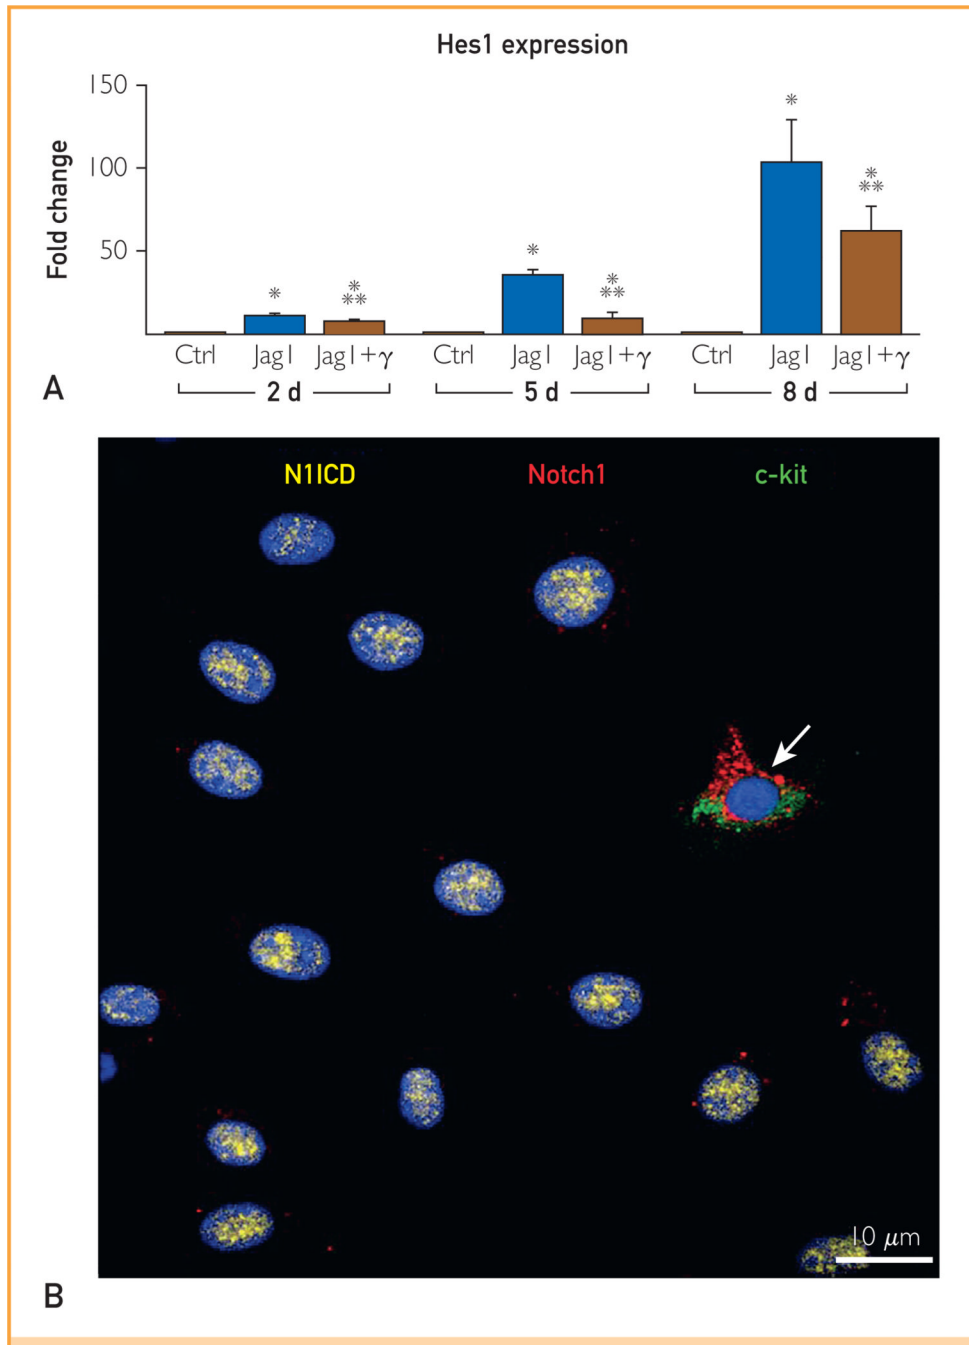 Hes1 expression
Fold change
150
100
50
* * ** * * ** * * **
Ctrl Jag1 Jag1+γ Ctrl Jag1 Jag1+γ Ctrl Jag1 Jag1+γ
2 d 5 d 8 d
A
N1ICD Notch1 c-kit
10 μm
B